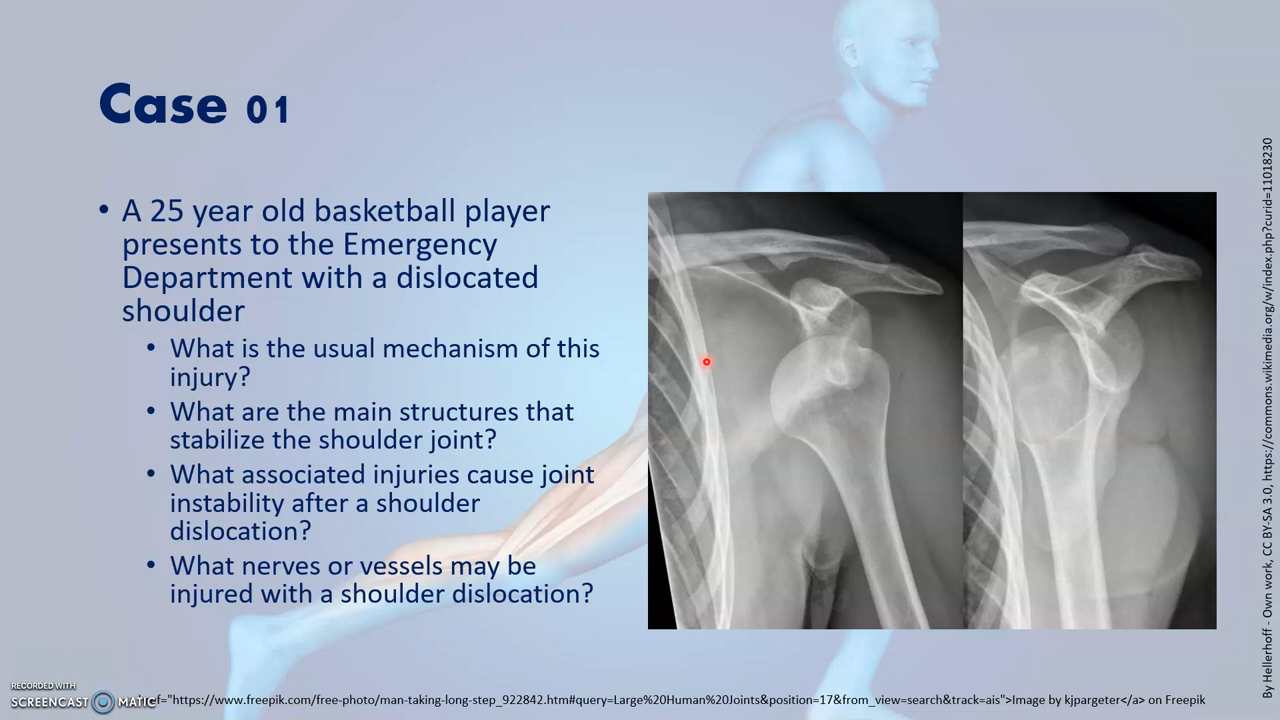 Case 01
• A 25 year old basketball player
presents to the Emergency
Department with a dislocated
shoulder
• What is the usual mechanism of this
injury?
• What are the main structures that
stabilize the shoulder joint?
• What associated injuries cause joint
instability after a shoulder
dislocation?
• What nerves or vessels may be
injured with a shoulder dislocation?
By Hellerhoff - Own work, CC BY-SA 3.0, https://commons.wikimedia.org/w/index.php?curid=11018230
RECORDED WITH
SCREENCAST MATIC
ef="https://www.freepik.com/free-photo/man-taking-long-step_922842.htm#query=Large%20Human%20Joints&position=17&from_view=search&track=ais">Image by kjpargeter</a> on Freepik